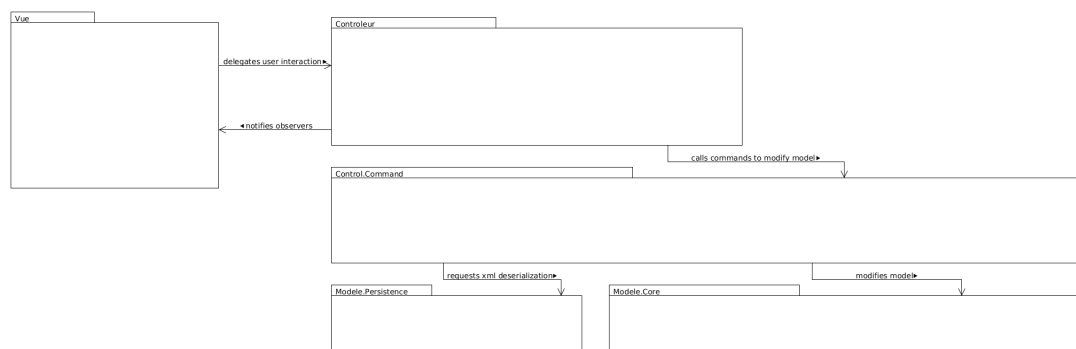 Vue
Controleur
delegates user interaction►
◄notifies observers
calls commands to modify model►
Control.Command
requests xml deserialization►
modifies model►
Modele.Persistence
Modele.Core